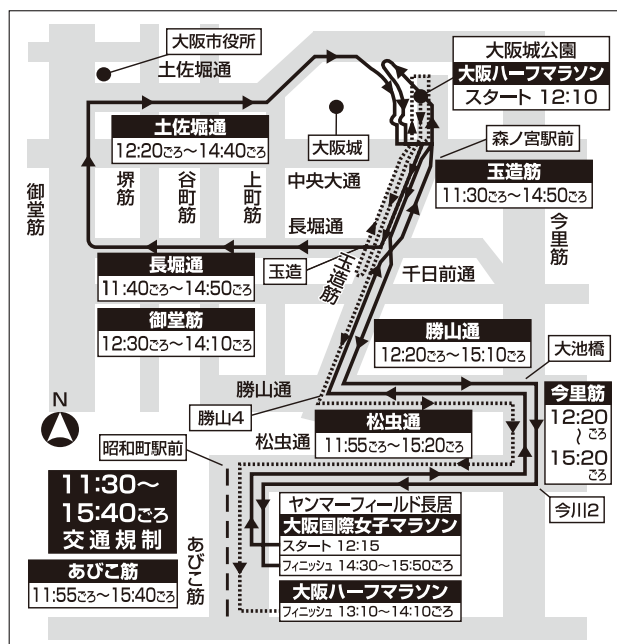 大阪市役所
土佐堀通
大阪城公園
大阪ハーフマラソン
スタート 12:10
土佐堀通
12:20ごろ〜14:40ごろ
大阪城
森ノ宮駅前
玉造筋
11:30ごろ〜14:50ごろ
御堂筋
堺筋
谷町筋
上町筋
中央大通
今里筋
長堀通
玉造
玉造筋
長堀通
11:40ごろ〜14:50ごろ
千日前通
御堂筋
12:30ごろ〜14:10ごろ
勝山通
12:20ごろ〜15:10ごろ
大池橋
勝山通
勝山4
今里筋
12:20
ごろ
〜
15:20
ごろ
N
松虫通
11:55ごろ〜15:20ごろ
松虫通
昭和町駅前
今川2
11:30〜
15:40ごろ
交通規制
あびこ筋
11:55ごろ〜15:40ごろ
あびこ筋
ヤンマーフィールド長居
大阪国際女子マラソン
スタート 12:15
フィニッシュ 14:30〜15:50ごろ
大阪ハーフマラソン
フィニッシュ 13:10〜14:10ごろ